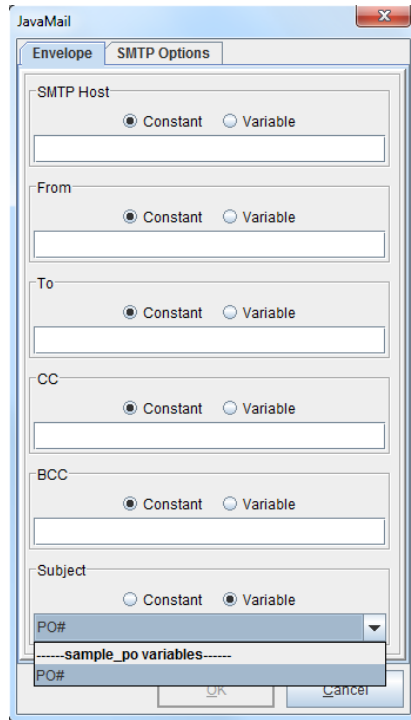 JavaMail
Envelope SMTP Options
SMTP Host
Constant Variable
From
Constant Variable
To
Constant Variable
CC
Constant Variable
BCC
Constant Variable
Subject
Constant Variable
PO#
------sample_po variables------
PO#
OK Cancel